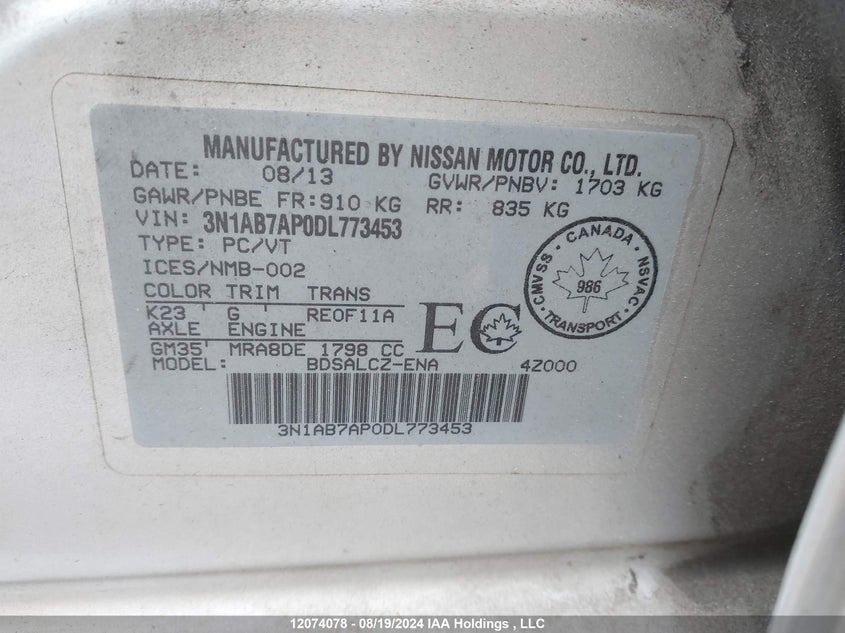 MANUFACTURED BY NISSAN MOTOR CO., LTD.
DATE: 08/13 GVWR/PNBV: 1703 KG
GAWR/PNBE FR:910 KG RR: 835 KG
VIN: 3N1AB7AP0DL773453
TYPE: PC/VT
ICES/NMB-002
COLOR TRIM TRANS
K23 ' G ' RE0F11A
AXLE ENGINE
GM35' MRA8DE 1798 CC
MODEL: BDSALCZ-ENA 4Z000
3N1AB7AP0DL773453
EC
CANADA
CMVSS NSVAC
986
TRANSPORT
12074078 - 08/19/2024 IAA Holdings , LLC